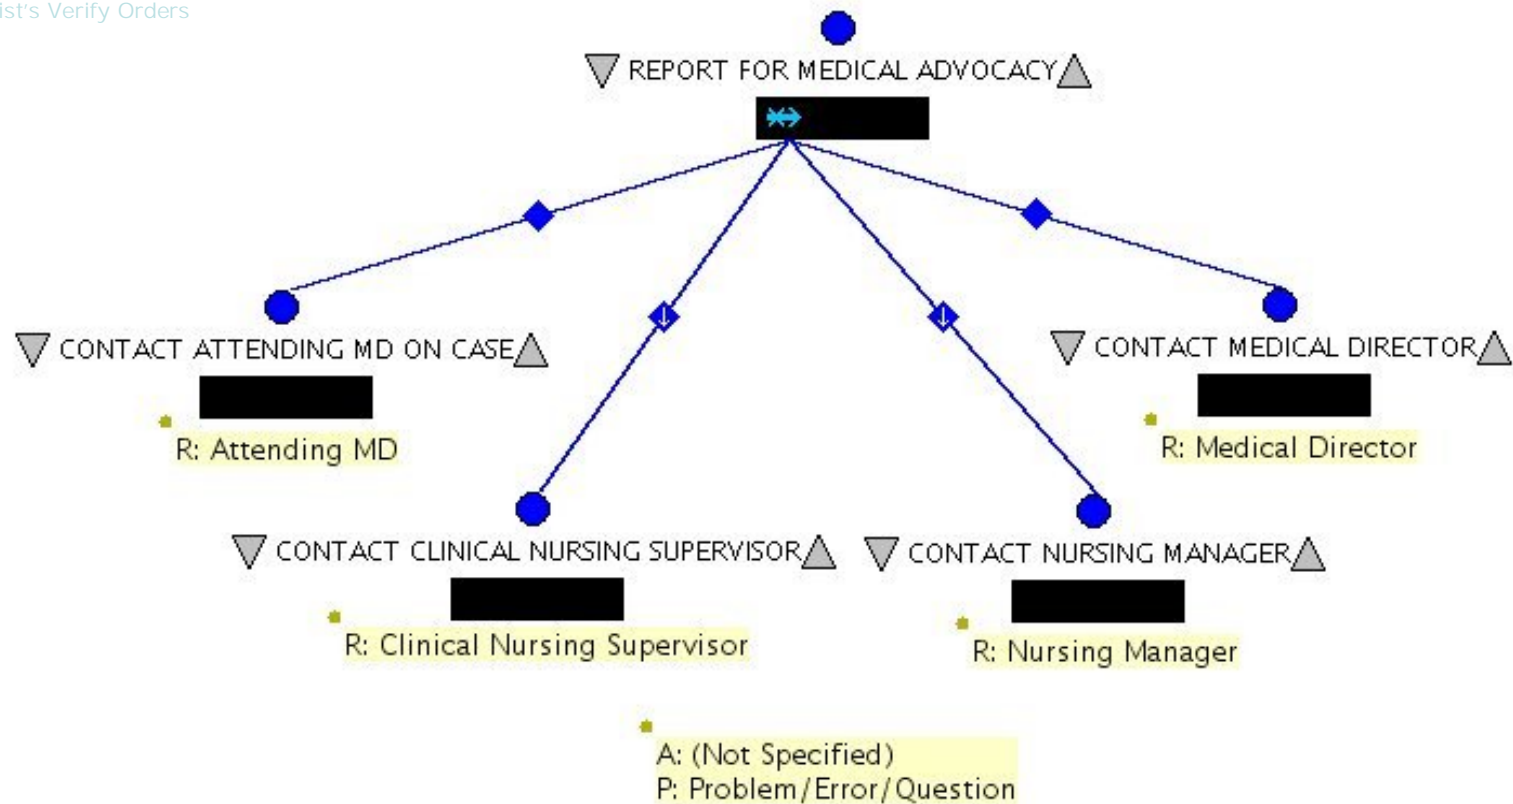 ist's Verify Orders
REPORT FOR MEDICAL ADVOCACY
CONTACT ATTENDING MD ON CASE
R: Attending MD
CONTACT MEDICAL DIRECTOR
R: Medical Director
CONTACT CLINICAL NURSING SUPERVISOR
R: Clinical Nursing Supervisor
CONTACT NURSING MANAGER
R: Nursing Manager
A: (Not Specified)
P: Problem/Error/Question